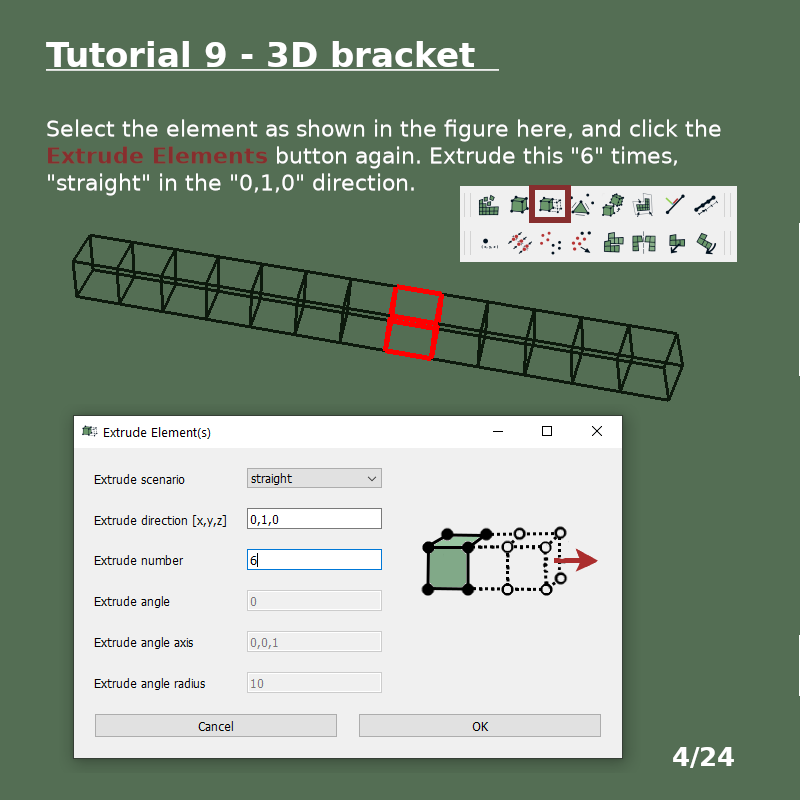 Tutorial 9 - 3D bracket
Select the element as shown in the figure here, and click the
Extrude Elements button again. Extrude this "6" times,
"straight" in the "0,1,0" direction.
Extrude Element(s)
Extrude scenario
straight
Extrude direction [x,y,z]
0,1,0
Extrude number
6
Extrude angle
0
Extrude angle axis
0,0,1
Extrude angle radius
10
Cancel
OK
4/24